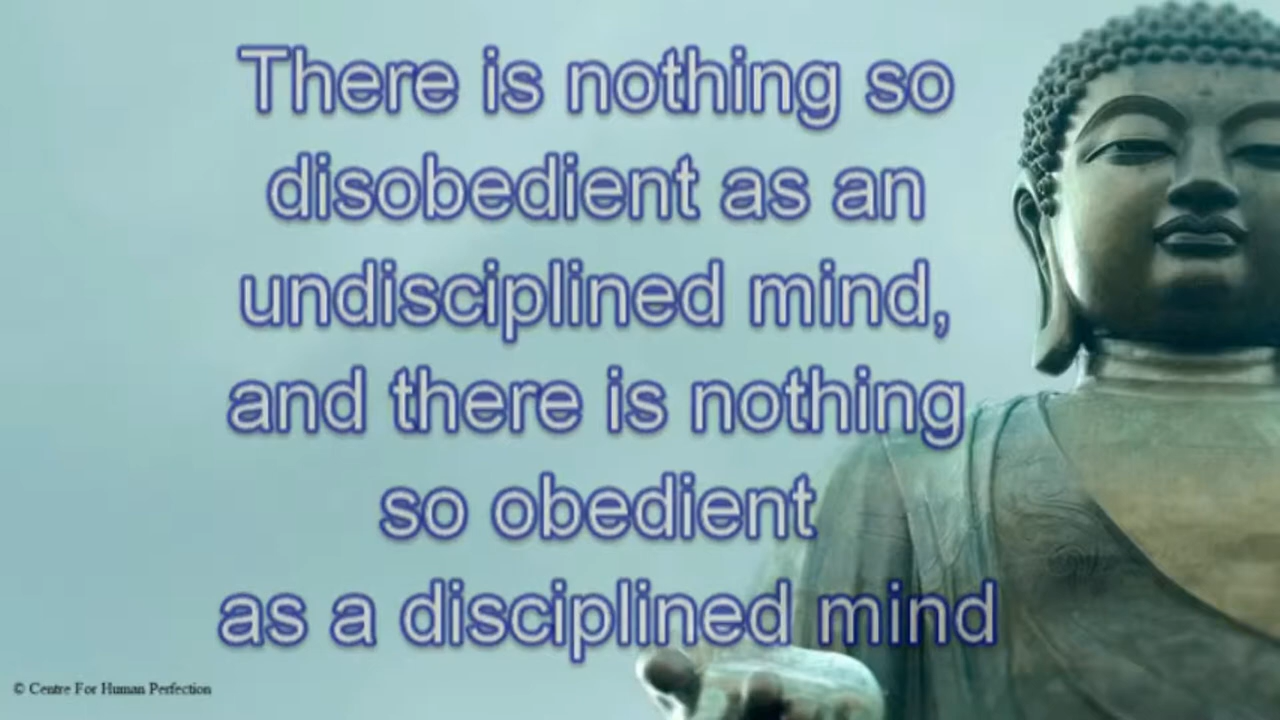 There is nothing so
disobedient as an
undisciplined mind,
and there is nothing
so obedient
as a disciplined mind
© Centre For Human Perfection